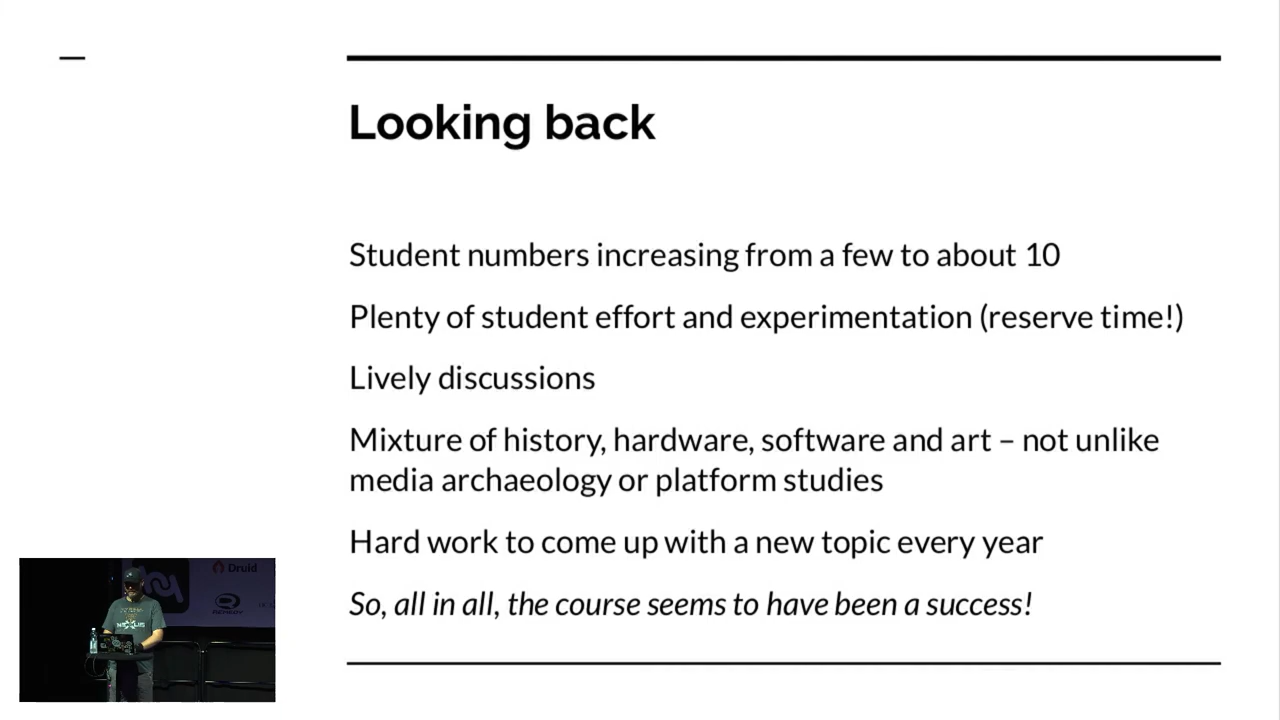 Looking back
Student numbers increasing from a few to about 10
Plenty of student effort and experimentation (reserve time!)
Lively discussions
Mixture of history, hardware, software and art – not unlike
media archaeology or platform studies
Hard work to come up with a new topic every year
So, all in all, the course seems to have been a success!
Druid